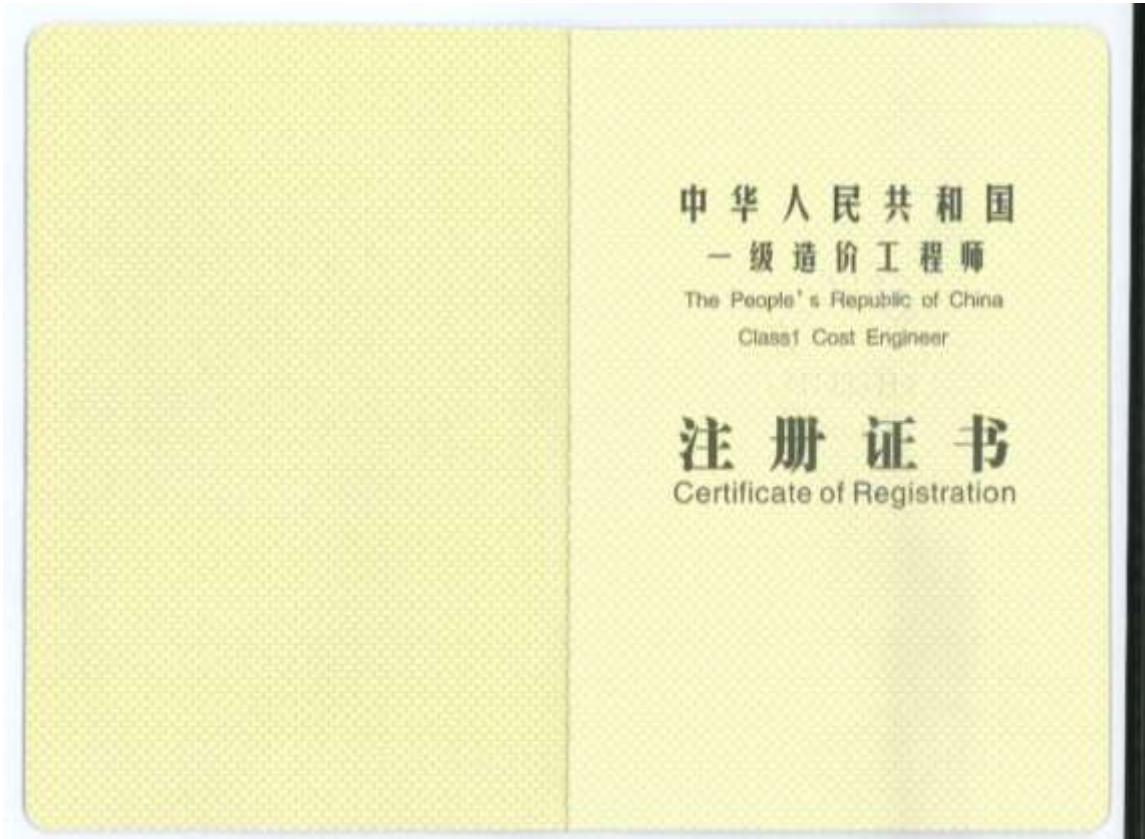 中华人民共和国
一级造价工程师
The People's Republic of China
Class1 Cost Engineer
注册证书
Certificate of Registration